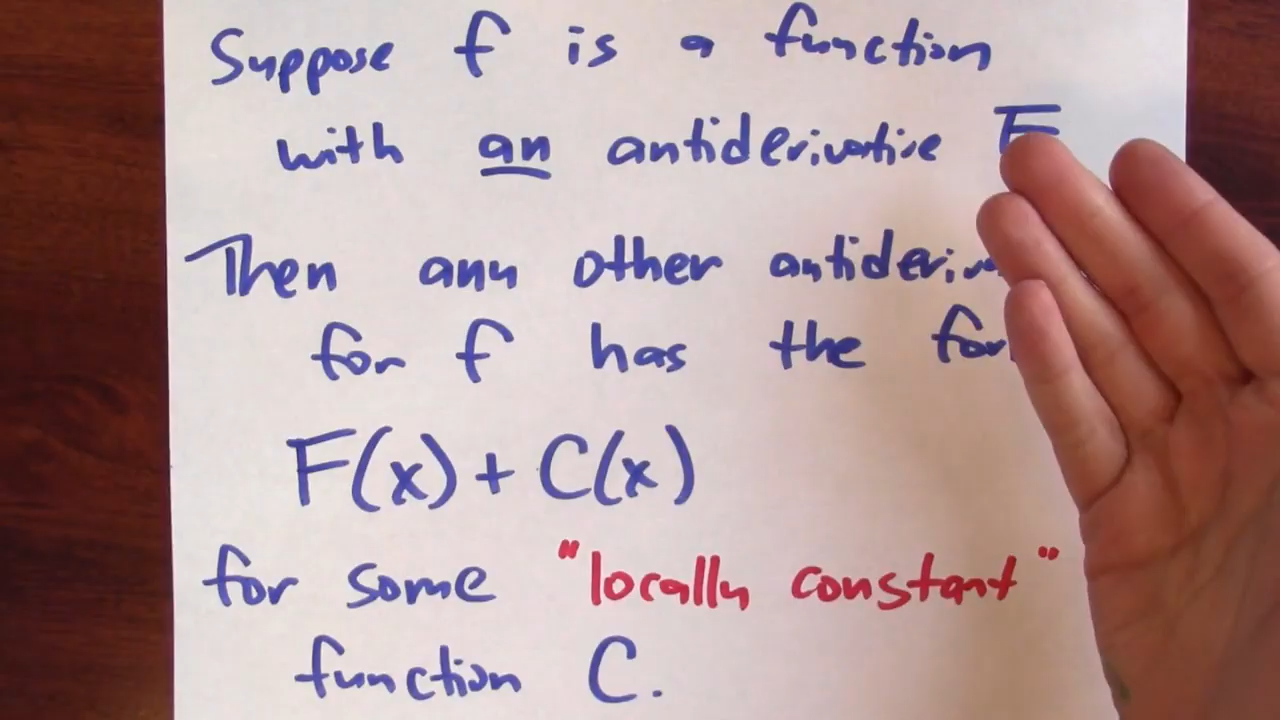 Suppose f is a function
with an antiderivative F
Then any other
for f has the
F(x) + C(x)
for some "locally constant"
function C.